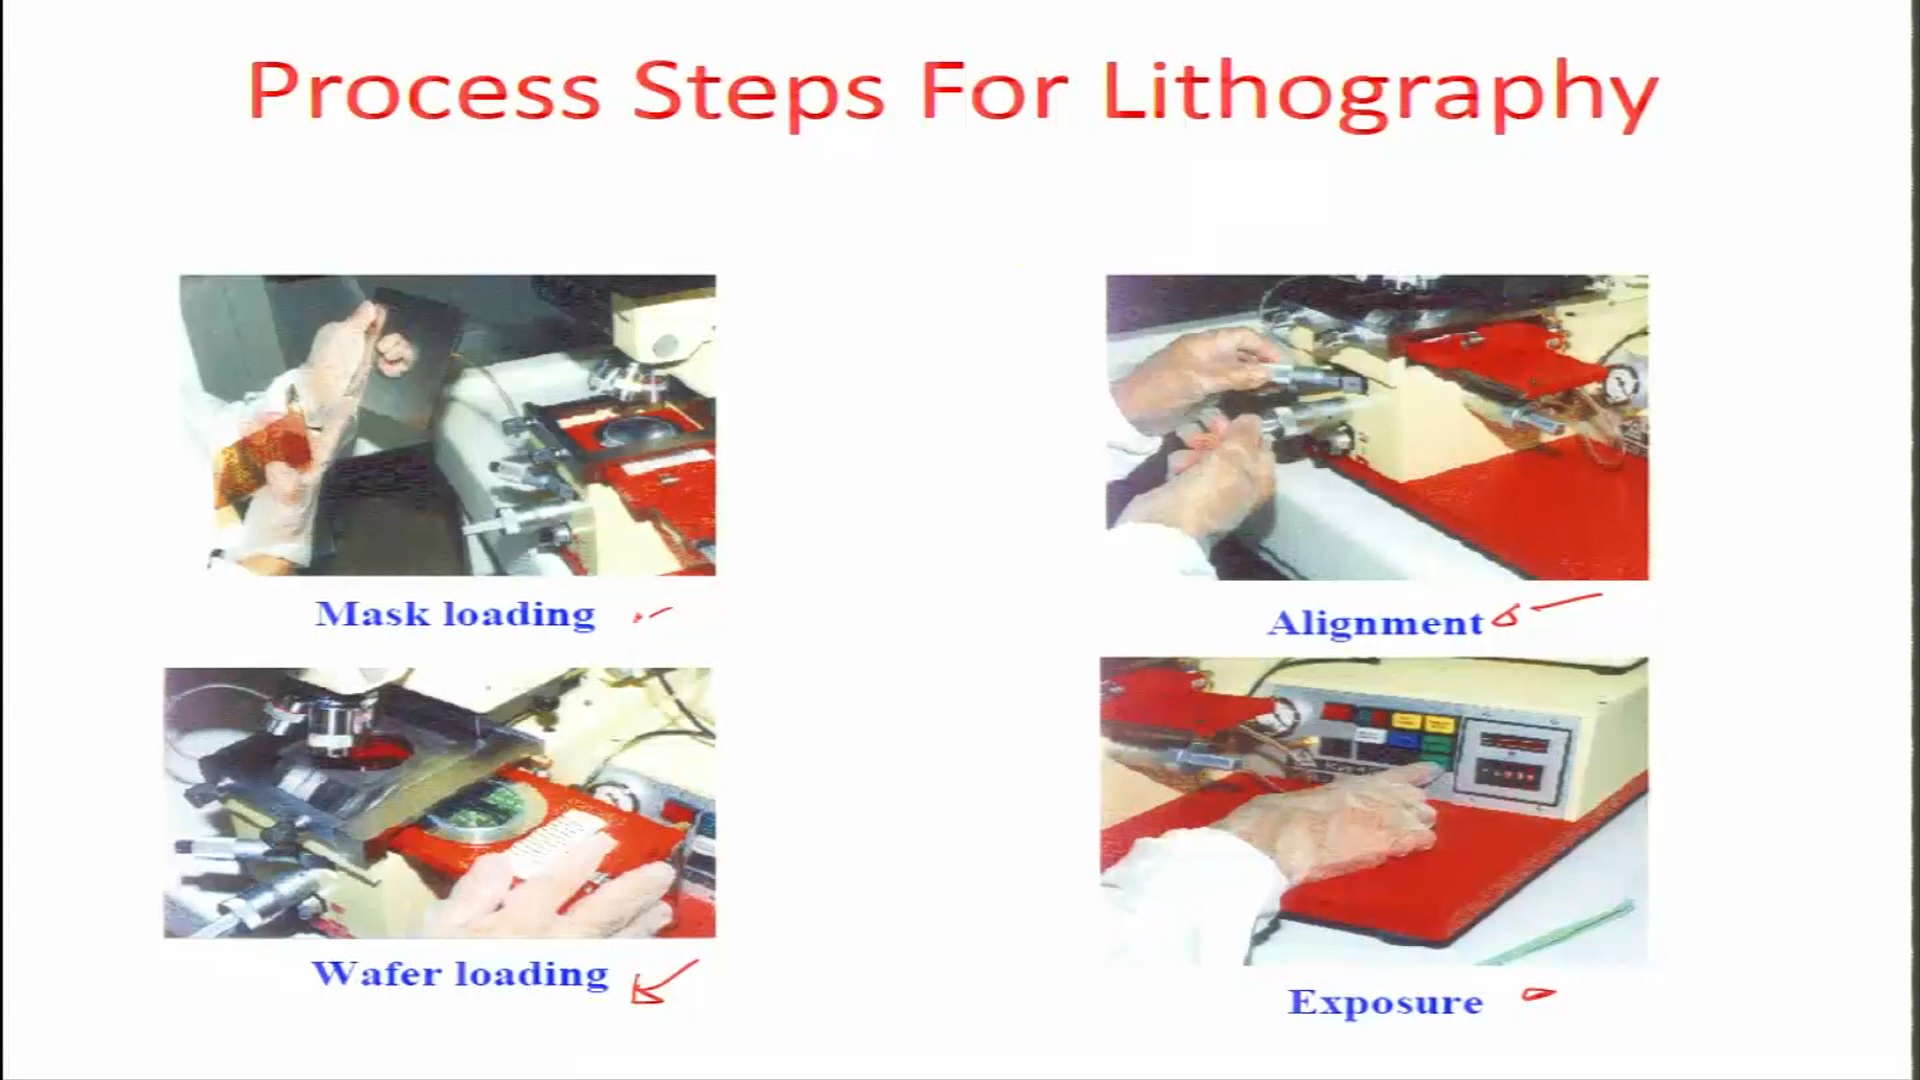 Process Steps For Lithography
Mask loading
Alignment
Wafer loading
Exposure